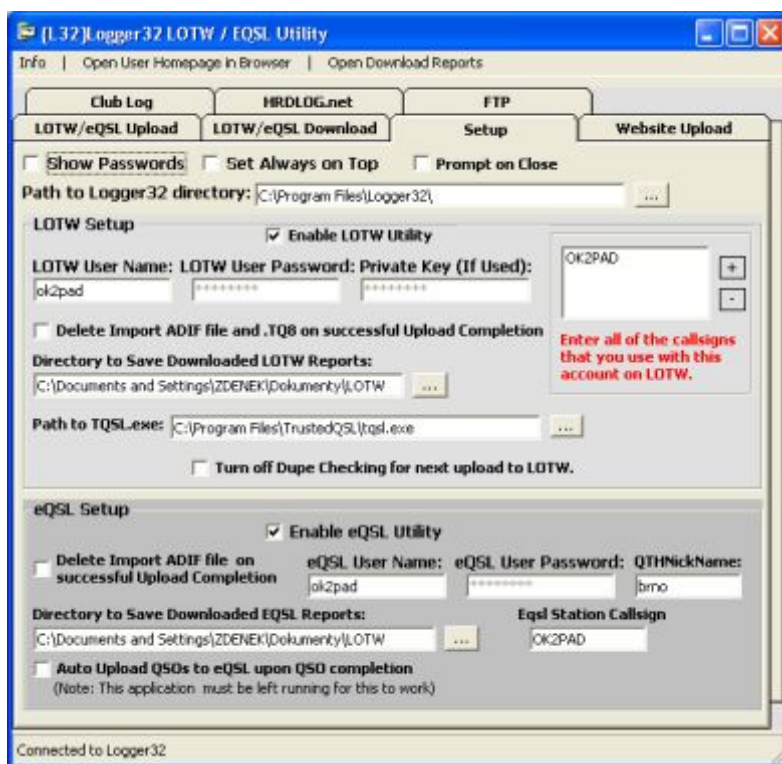 (L32)Logger32 LOTW / EQSL Utility
Info | Open User Homepage in Browser | Open Download Reports
Club Log HRDLOG.net FTP
LOTW/eQSL Upload LOTW/eQSL Download Setup Website Upload
Show Passwords Set Always on Top Prompt on Close
Path to Logger32 directory: C:\Program Files\Logger32\ ...
LOTW Setup
Enable LOTW Utility
LOTW User Name: LOTW User Password: Private Key (If Used):
ok2pad ******** ********
OK2PAD
+
-
Delete Import ADIF file and .TQ8 on successful Upload Completion
Enter all of the callsigns
that you use with this
account on LOTW.
Directory to Save Downloaded LOTW Reports:
C:\Documents and Settings\ZDENEK\Dokumenty\LOTW ...
Path to TQSL.exe: C:\Program Files\TrustedQSL\tqsl.exe ...
Turn off Dupe Checking for next upload to LOTW.
eQSL Setup
Enable eQSL Utility
Delete Import ADIF file on
successful Upload Completion
eQSL User Name: eQSL User Password: QTHNickName:
ok2pad ******** brno
Directory to Save Downloaded EQSL Reports: Eqsl Station Callsign
C:\Documents and Settings\ZDENEK\Dokumenty\LOTW ... OK2PAD
Auto Upload QSOs to eQSL upon QSO completion
(Note: This application must be left running for this to work)
Connected to Logger32